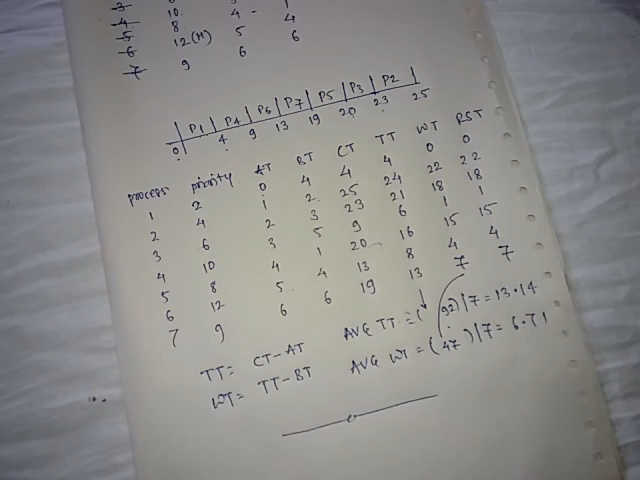 3
4 10 4
5 8 4 -
6 12(H) 5 4
7 9 6 6
P1 P4 P6 P7 P5 P3 P2
0 4 9 13 19 20 23 25
process priority AT BT CT TT WT RST
1 2 0 4 4 4 0 0
2 4 1 2 25 24 22 22
3 6 2 3 23 21 18 18
4 10 3 5 9 6 1 1
5 8 4 1 20 16 15 15
6 12 5 4 13 8 4 4
7 9 6 6 19 13 7 7
TT = CT-AT AVG TT = (92)/7 = 13.14
WT = TT-BT AVG WT = (47)/7 = 6.71